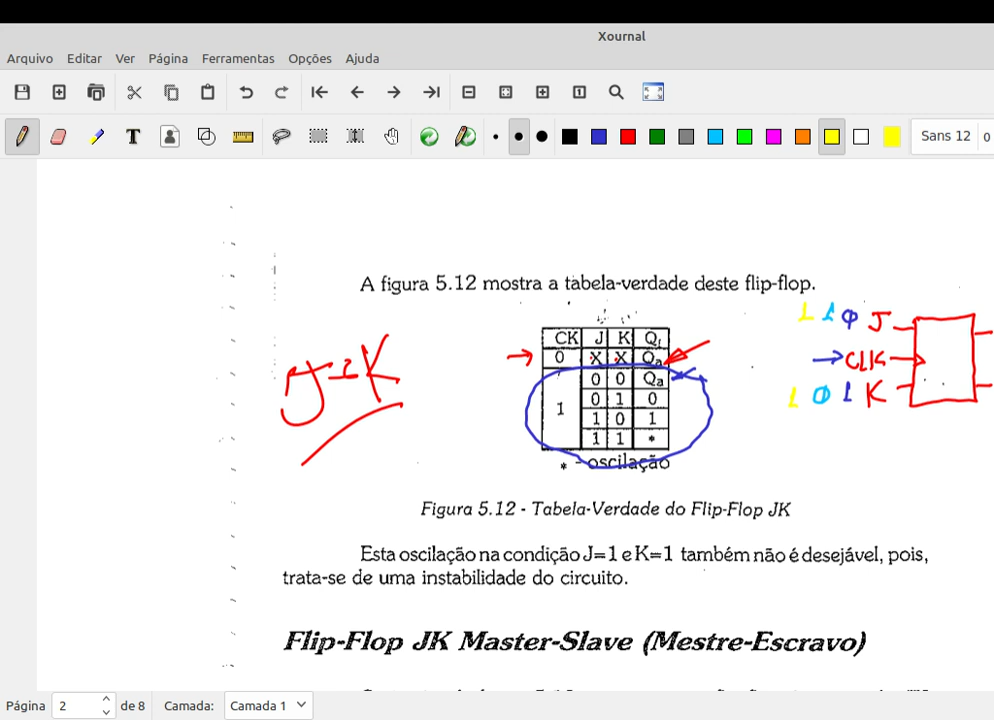 Xournal
Arquivo Editar Ver Página Ferramentas Opções Ajuda
T Sans 12 0
A figura 5.12 mostra a tabela-verdade deste flip-flop.
CK J K Qf
0 X X Qa
1 0 0 Qa
0 1 0
1 0 1
1 1 *
* - oscilação
JK
1 1 0 J
CLK
1 0 1 K
Figura 5.12 - Tabela-Verdade do Flip-Flop JK
Esta oscilação na condição J=1 e K=1 também não é desejável, pois,
trata-se de uma instabilidade do circuito.
Flip-Flop JK Master-Slave (Mestre-Escravo)
Página 2 de 8 Camada: Camada 1